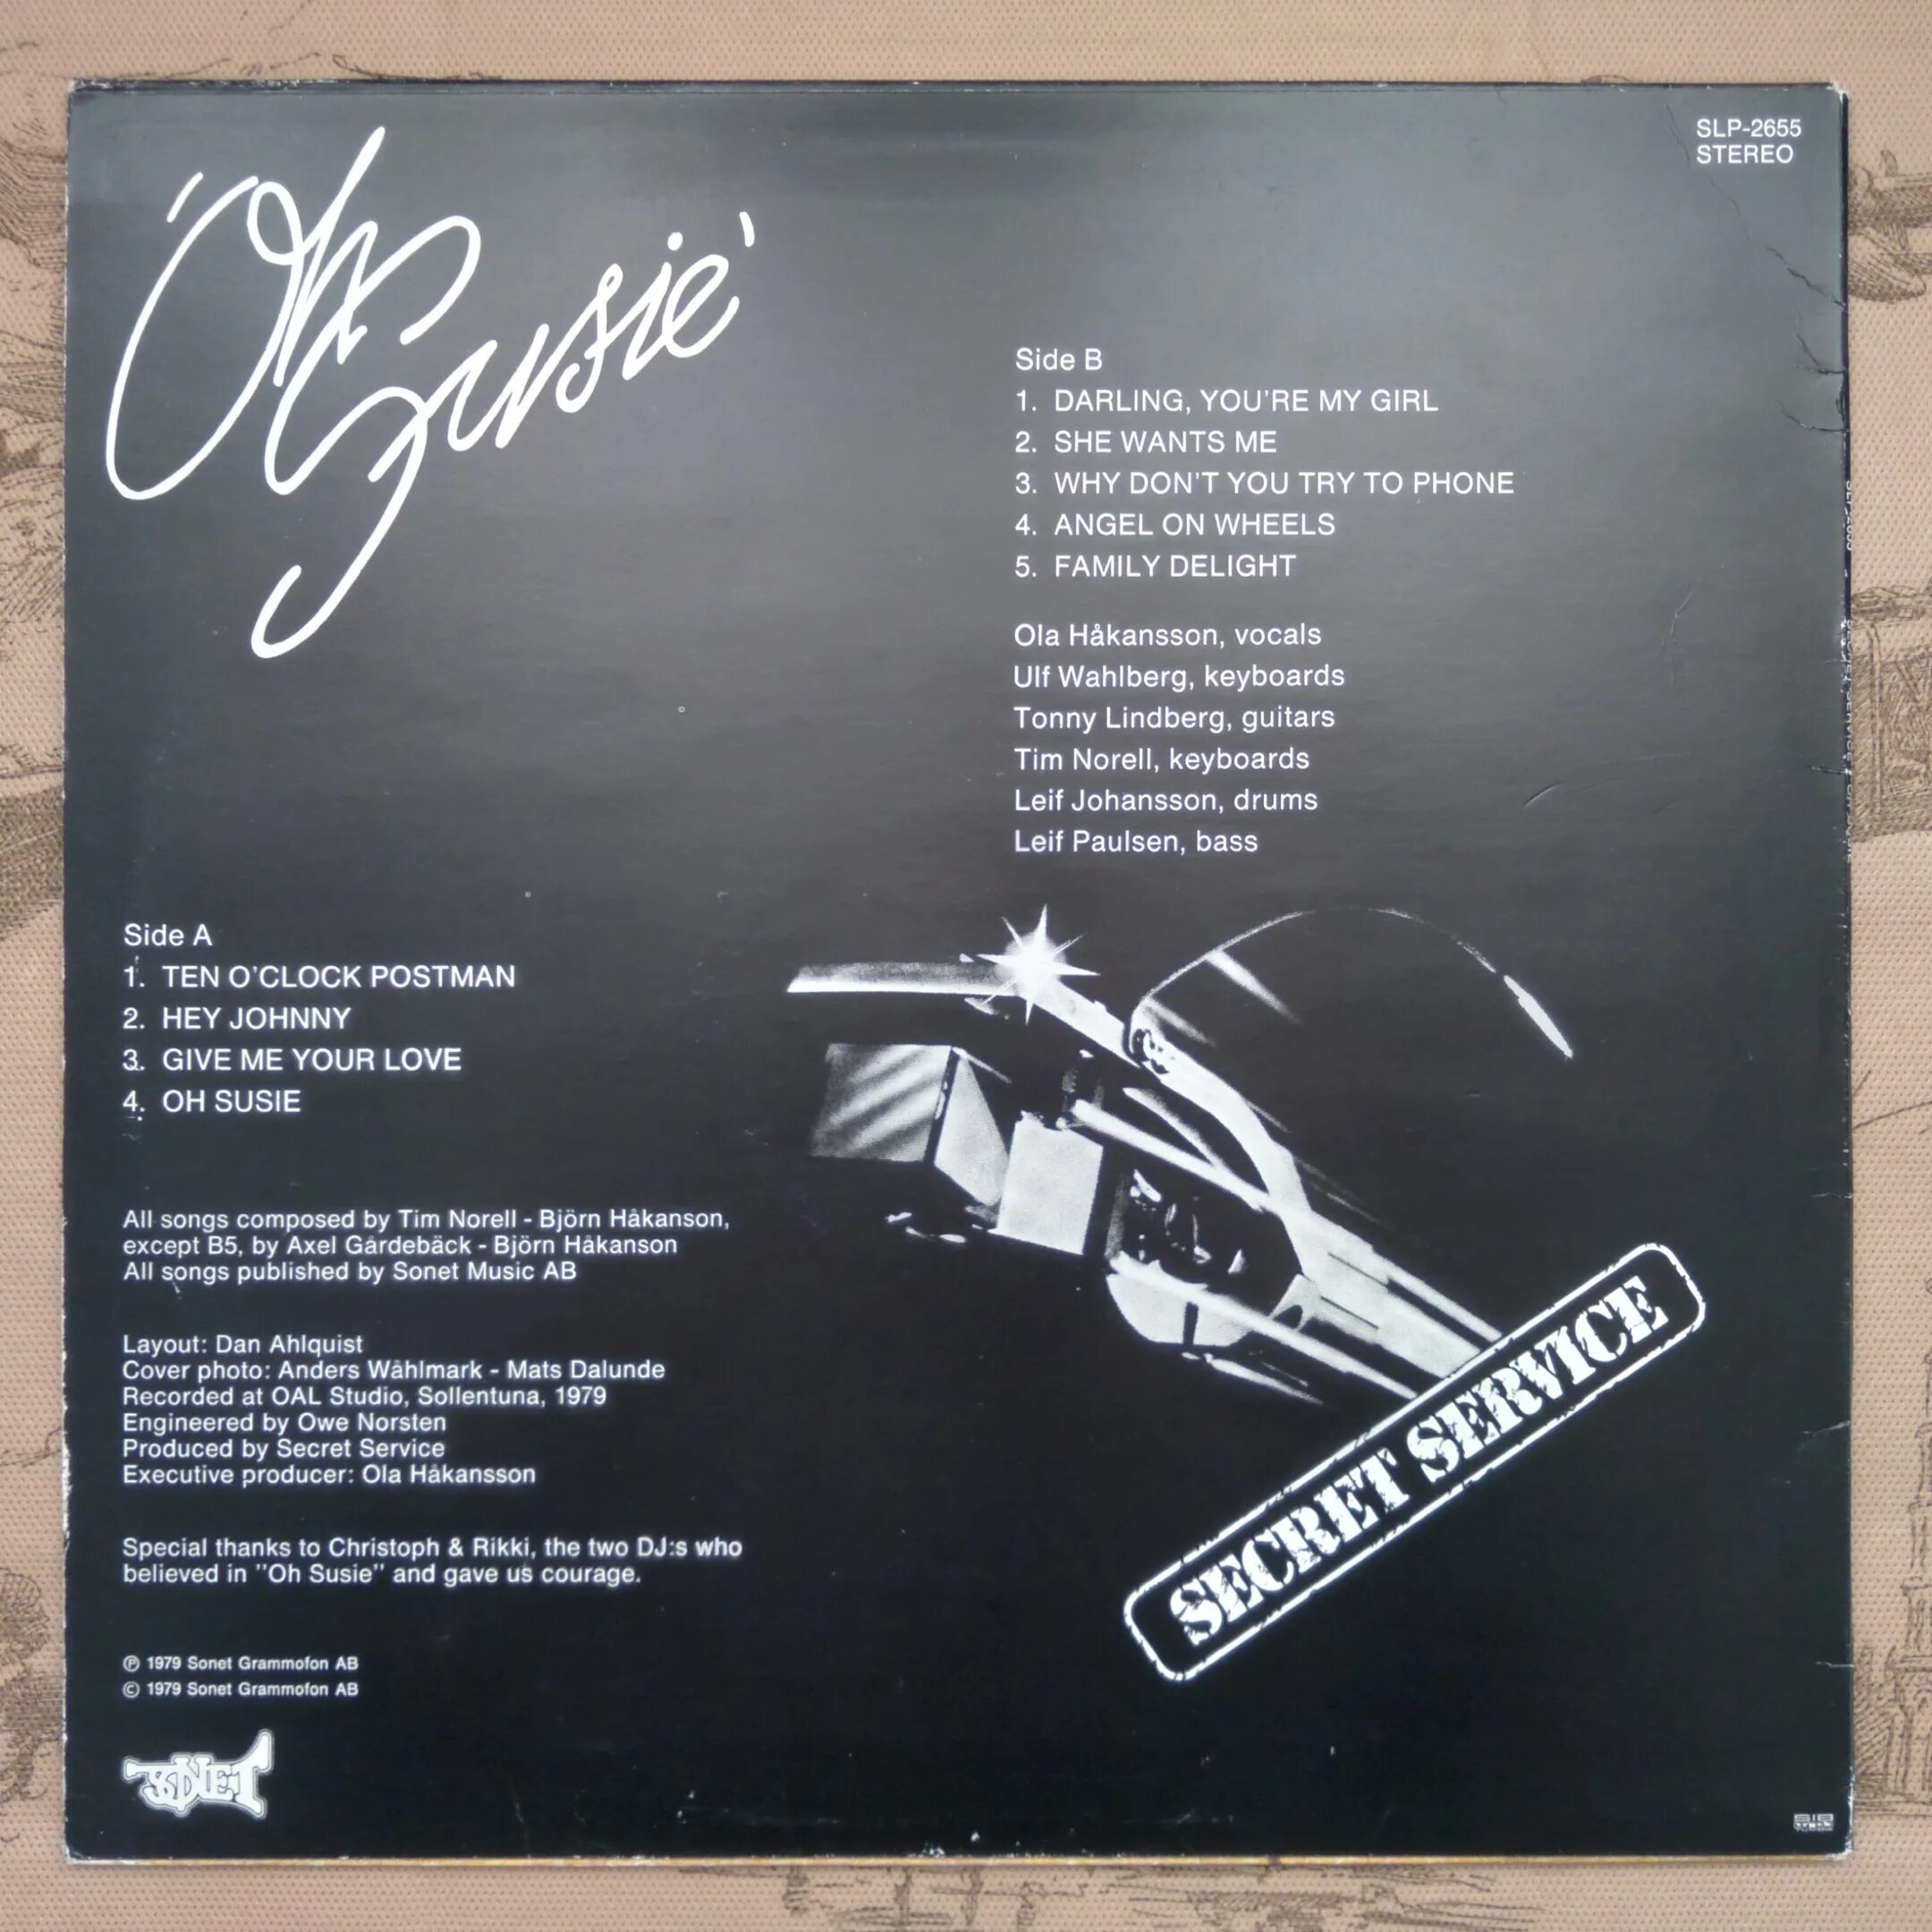 SLP-2655
STEREO
'Oh
Susie'
Side B
1. DARLING, YOU'RE MY GIRL
2. SHE WANTS ME
3. WHY DON'T YOU TRY TO PHONE
4. ANGEL ON WHEELS
5. FAMILY DELIGHT
Ola Håkansson, vocals
Ulf Wahlberg, keyboards
Tonny Lindberg, guitars
Tim Norell, keyboards
Leif Johansson, drums
Leif Paulsen, bass
Side A
1. TEN O'CLOCK POSTMAN
2. HEY JOHNNY
3. GIVE ME YOUR LOVE
4. OH SUSIE
All songs composed by Tim Norell - Björn Håkanson,
except B5, by Axel Gårdebäck - Björn Håkanson
All songs published by Sonet Music AB
Layout: Dan Ahlquist
Cover photo: Anders Wåhlmark - Mats Dalunde
Recorded at OAL Studio, Sollentuna, 1979
Engineered by Owe Norsten
Produced by Secret Service
Executive producer: Ola Håkansson
Special thanks to Christoph & Rikki, the two DJ:s who
believed in "Oh Susie" and gave us courage.
℗ 1979 Sonet Grammofon AB
© 1979 Sonet Grammofon AB
SONET
SECRET SERVICE